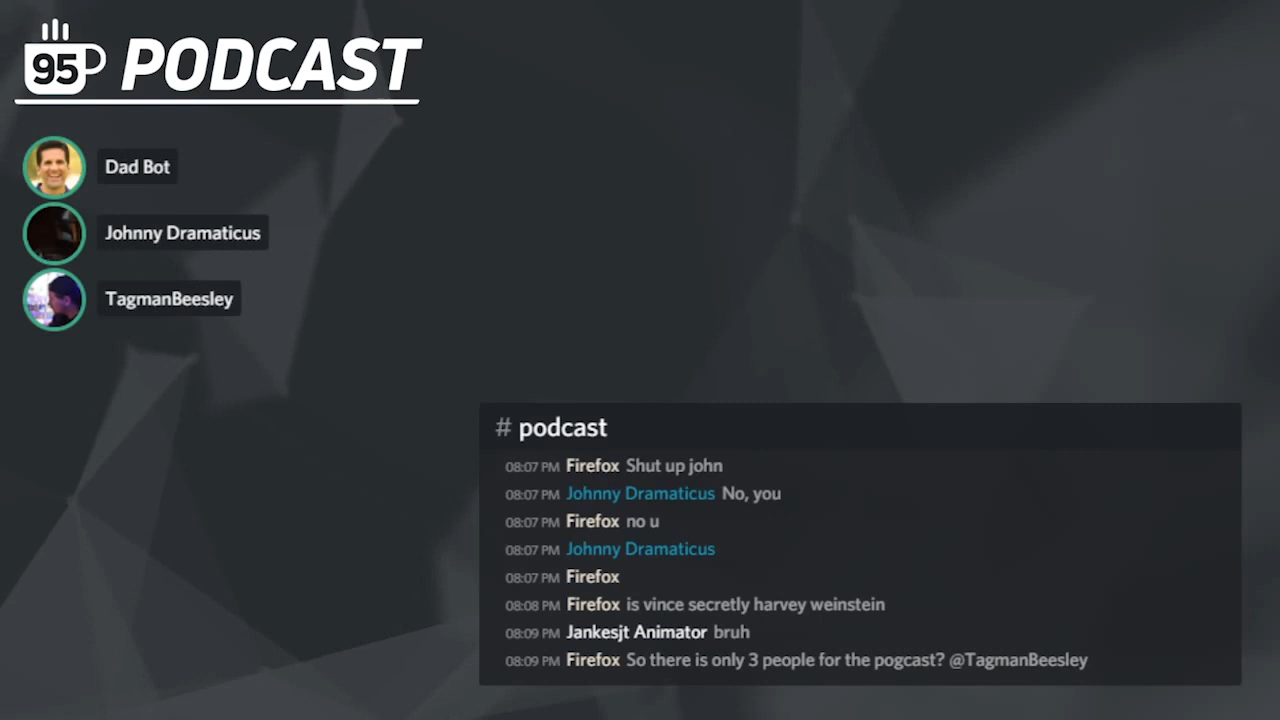 95 PODCAST
Dad Bot
Johnny Dramaticus
TagmanBeesley
# podcast
08:07 PM Firefox Shut up john
08:07 PM Johnny Dramaticus No, you
08:07 PM Firefox no u
08:07 PM Johnny Dramaticus
08:07 PM Firefox
08:08 PM Firefox is vince secretly harvey weinstein
08:09 PM Jankesjt Animator bruh
08:09 PM Firefox So there is only 3 people for the pogcast? @TagmanBeesley